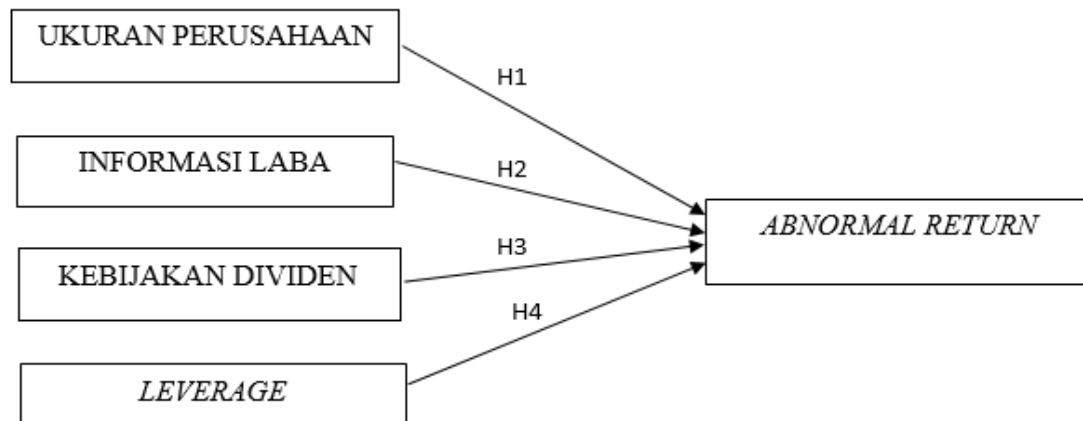 UKURAN PERUSAHAAN
H1
INFORMASI LABA
H2
ABNORMAL RETURN
H3
KEBIJAKAN DIVIDEN
H4
LEVERAGE